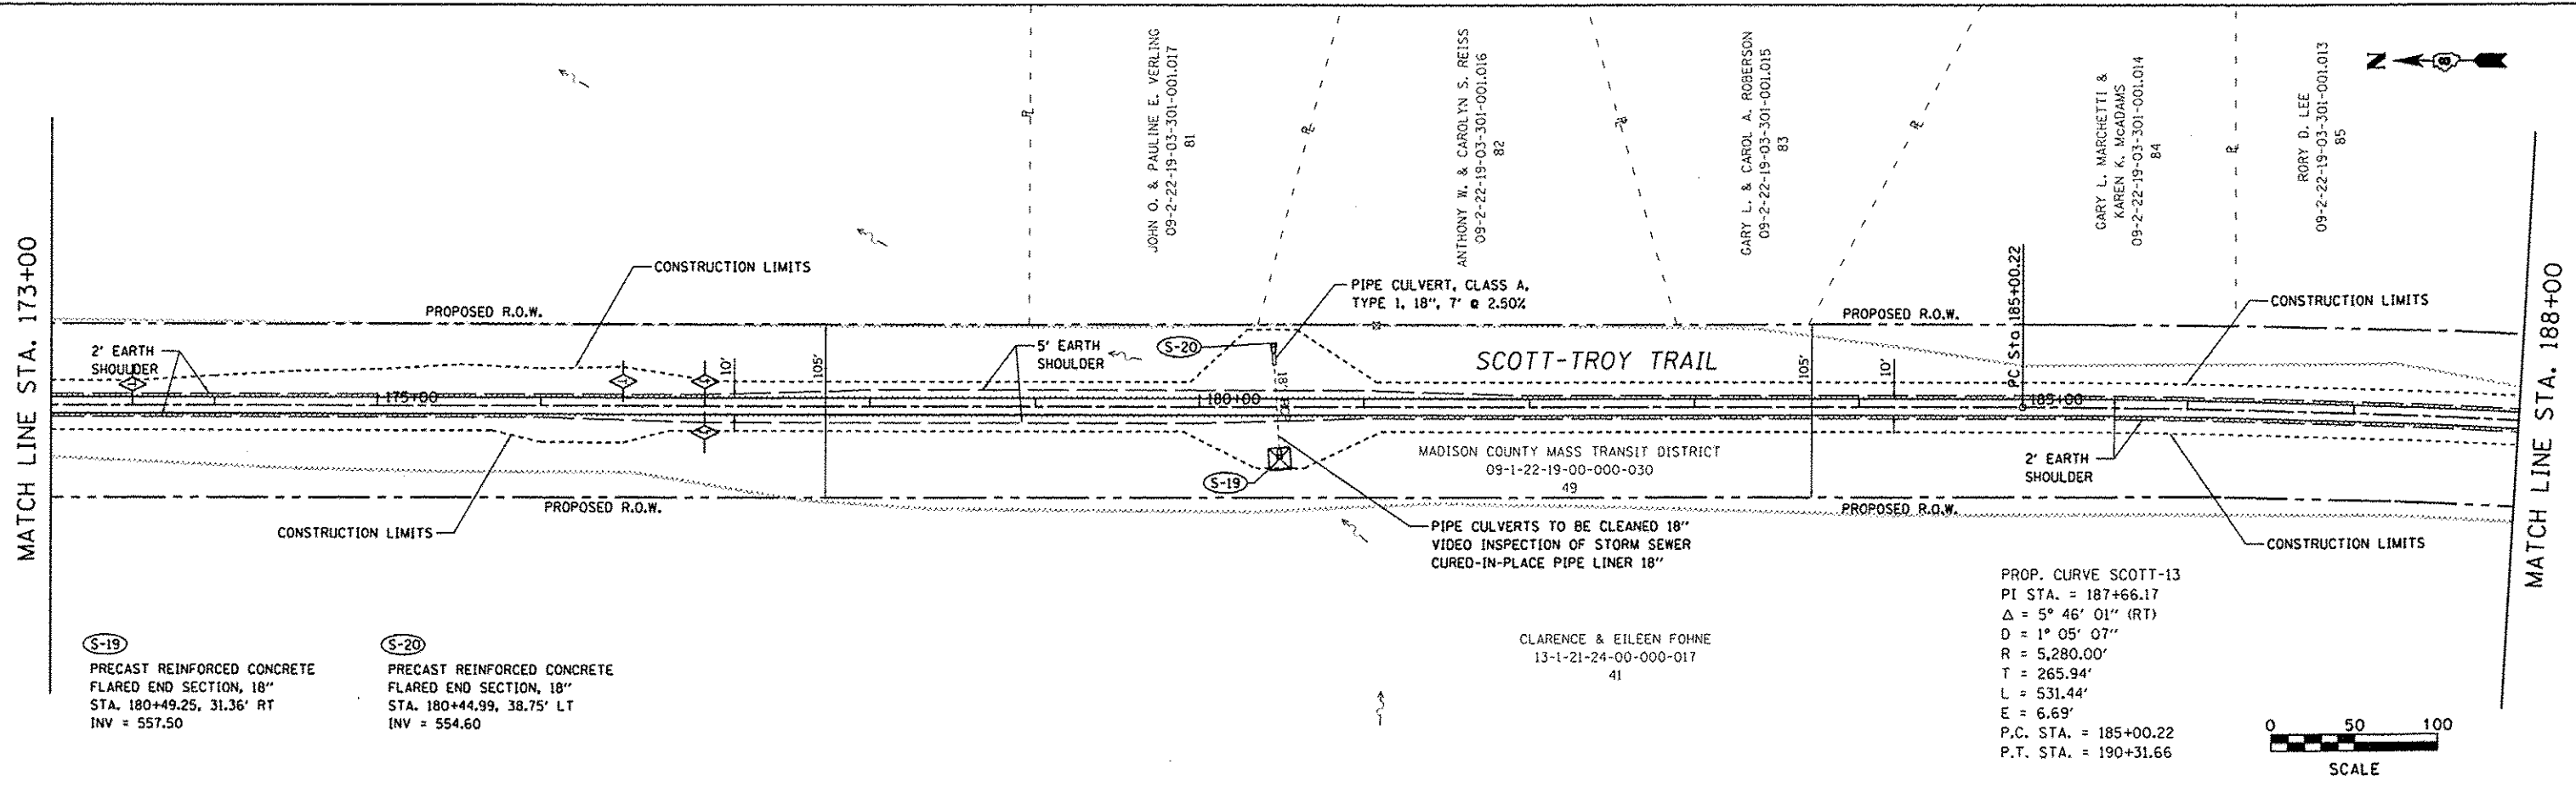 MATCH LINE STA. 173+00
MATCH LINE STA. 188+00
N
8
JOHN O. & PAULINE E. VERLING
09-2-22-19-03-301-001.017
81
ANTHONY W. & CAROLYN S. REISS
09-2-22-19-03-301-001.016
82
GARY L. & CAROL A. ROBERSON
09-2-22-19-03-301-001.015
83
GARY L. MARCHETTI &
KAREN K. McADAMS
09-2-22-19-03-301-001.014
84
RORY D. LEE
09-2-22-19-03-301-001.013
85
CONSTRUCTION LIMITS
PROPOSED R.O.W.
PIPE CULVERT, CLASS A,
TYPE 1, 18", 7' @ 2.50%
PC Sta 185+00.22
CONSTRUCTION LIMITS
PROPOSED R.O.W.
2' EARTH
SHOULDER
10'
105'
5' EARTH
SHOULDER
S-20
SCOTT-TROY TRAIL
105'
10'
175+00
180+00
185+00
MADISON COUNTY MASS TRANSIT DISTRICT
09-1-22-19-00-000-030
49
S-19
2' EARTH
SHOULDER
PROPOSED R.O.W.
PROPOSED R.O.W.
CONSTRUCTION LIMITS
PIPE CULVERTS TO BE CLEANED 18"
VIDEO INSPECTION OF STORM SEWER
CURED-IN-PLACE PIPE LINER 18"
CONSTRUCTION LIMITS
S-19
PRECAST REINFORCED CONCRETE
FLARED END SECTION, 18"
STA. 180+49.25, 31.36' RT
INV = 557.50
S-20
PRECAST REINFORCED CONCRETE
FLARED END SECTION, 18"
STA. 180+44.99, 38.75' LT
INV = 554.60
CLARENCE & EILEEN FOHNE
13-1-21-24-00-000-017
41
PROP. CURVE SCOTT-13
PI STA. = 187+66.17
Δ = 5° 46' 01" (RT)
D = 1° 05' 07"
R = 5,280.00'
T = 265.94'
L = 531.44'
E = 6.69'
P.C. STA. = 185+00.22
P.T. STA. = 190+31.66
0 50 100
SCALE